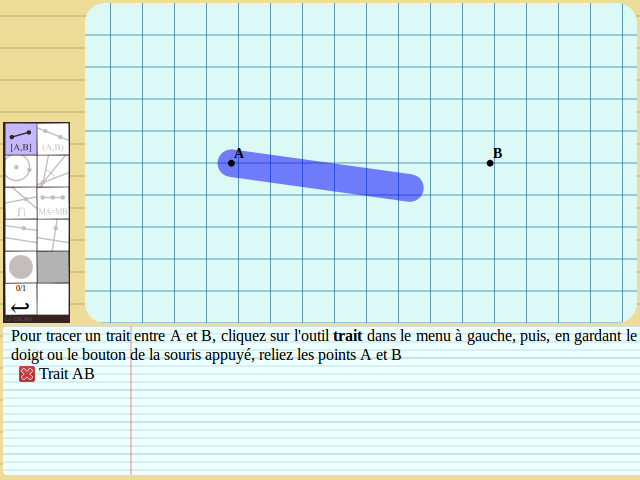 A
B
[A,B]
(A,B)
MA=MB
0/1
Pour tracer un trait entre A et B, cliquez sur l'outil trait dans le menu à gauche, puis, en gardant le
doigt ou le bouton de la souris appuyé, reliez les points A et B
Trait AB